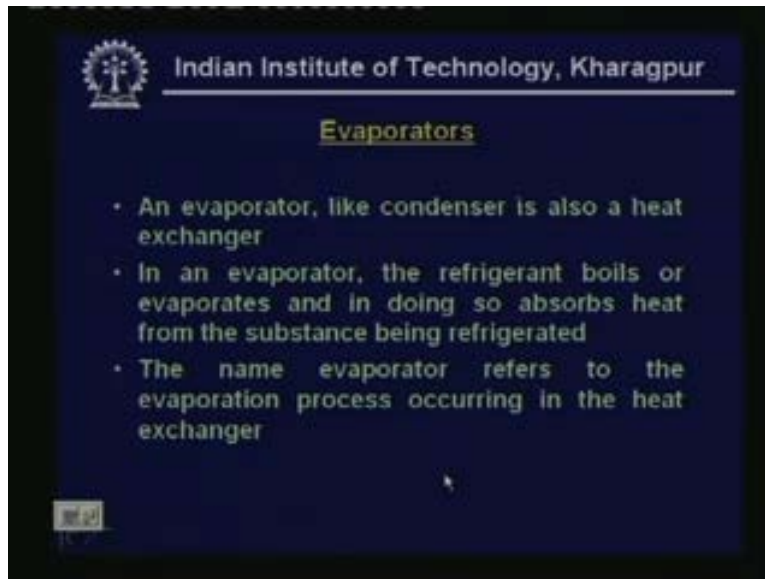 Indian Institute of Technology, Kharagpur
Evaporators
• An evaporator, like condenser is also a heat
exchanger
• In an evaporator, the refrigerant boils or
evaporates and in doing so absorbs heat
from the substance being refrigerated
• The name evaporator refers to the
evaporation process occurring in the heat
exchanger